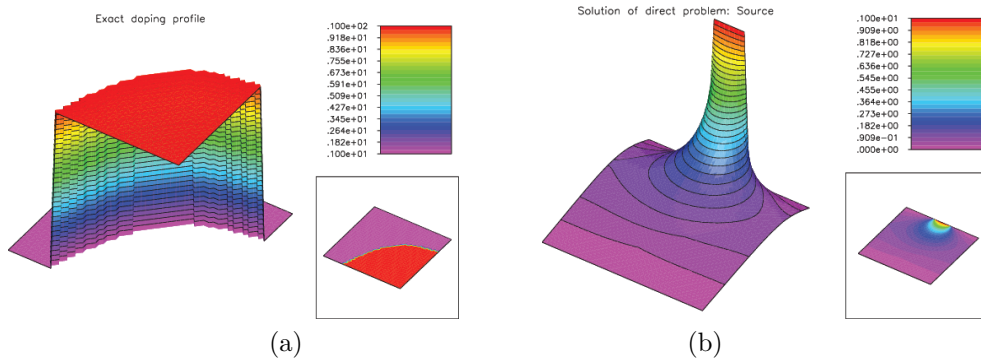 Exact doping profile
.100e+02
.918e+01
.836e+01
.755e+01
.673e+01
.591e+01
.509e+01
.427e+01
.345e+01
.264e+01
.182e+01
.100e+01
(a)
Solution of direct problem: Source
.100e+01
.909e+00
.818e+00
.727e+00
.636e+00
.545e+00
.455e+00
.364e+00
.273e+00
.182e+00
.909e-01
.000e+00
(b)